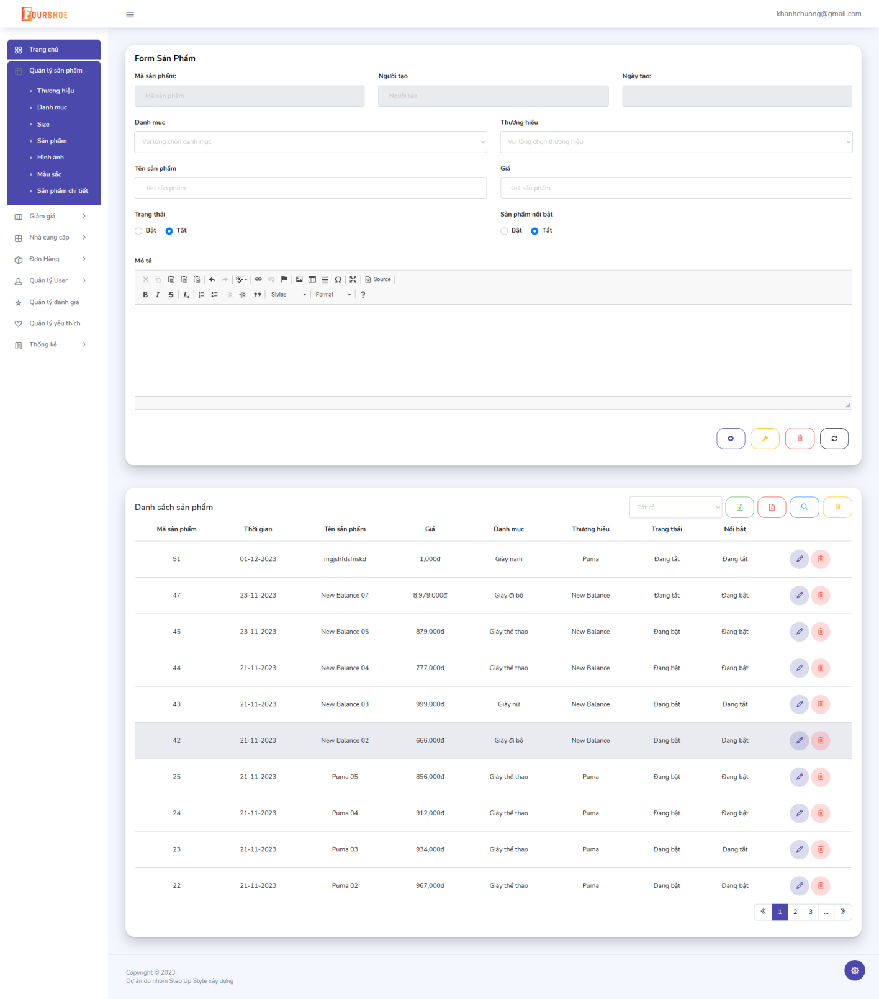 FOURSHOE
khanhchuong@gmail.com
Trang chủ
Quản lý sản phẩm
Thương hiệu
Danh mục
Size
Sản phẩm
Hình ảnh
Màu sắc
Sản phẩm chi tiết
Giảm giá
Nhà cung cấp
Đơn Hàng
Quản lý User
Quản lý đánh giá
Quản lý yêu thích
Thống kê
Form Sản Phẩm
Mã sản phẩm: Người tạo Ngày tạo:
Mã sản phẩm Người tạo
Danh mục Thương hiệu
Vui lòng chọn danh mục Vui lòng chọn thương hiệu
Tên sản phẩm Giá
Tên sản phẩm Giá sản phẩm
Trạng thái Sản phẩm nổi bật
Bật Tắt Bật Tắt
Mô tả
Source
Styles Format ?
Danh sách sản phẩm Tất cả
Mã sản phẩm Thời gian Tên sản phẩm Giá Danh mục Thương hiệu Trạng thái Nổi bật
51 01-12-2023 mgjshfdsfnskd 1,000đ Giày nam Puma Đang tắt Đang tắt
47 23-11-2023 New Balance 07 8,979,000đ Giày đi bộ New Balance Đang tắt Đang bật
45 23-11-2023 New Balance 05 879,000đ Giày thể thao New Balance Đang bật Đang bật
44 21-11-2023 New Balance 04 777,000đ Giày thể thao New Balance Đang bật Đang bật
43 21-11-2023 New Balance 03 999,000đ Giày nữ New Balance Đang bật Đang tắt
42 21-11-2023 New Balance 02 666,000đ Giày đi bộ New Balance Đang bật Đang bật
25 21-11-2023 Puma 05 856,000đ Giày thể thao Puma Đang bật Đang bật
24 21-11-2023 Puma 04 912,000đ Giày thể thao Puma Đang bật Đang bật
23 21-11-2023 Puma 03 934,000đ Giày thể thao Puma Đang bật Đang tắt
22 21-11-2023 Puma 02 967,000đ Giày thể thao Puma Đang bật Đang bật
« 1 2 3 ... »
Copyright © 2023.
Dự án do nhóm Step Up Style xây dựng